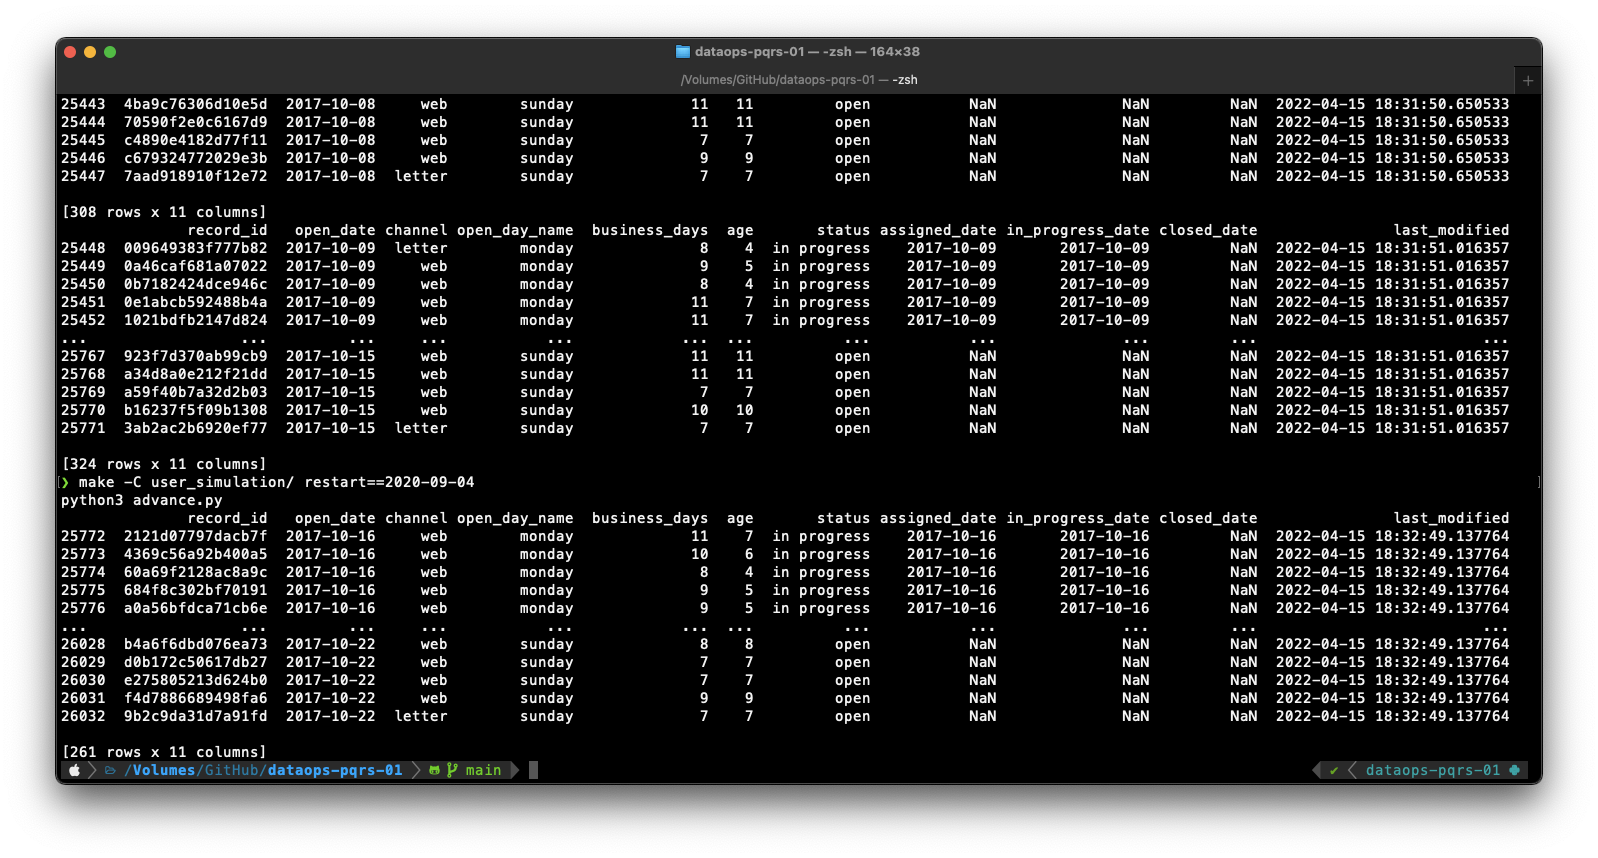 dataops-pqrs-01 — -zsh — 164×38
/Volumes/GitHub/dataops-pqrs-01 — -zsh +
25443 4ba9c76306d10e5d 2017-10-08 web sunday 11 11 open NaN NaN NaN 2022-04-15 18:31:50.650533
25444 70590f2e0c6167d9 2017-10-08 web sunday 11 11 open NaN NaN NaN 2022-04-15 18:31:50.650533
25445 c4890e4182d77f11 2017-10-08 web sunday 7 7 open NaN NaN NaN 2022-04-15 18:31:50.650533
25446 c679324772029e3b 2017-10-08 web sunday 9 9 open NaN NaN NaN 2022-04-15 18:31:50.650533
25447 7aad918910f12e72 2017-10-08 letter sunday 7 7 open NaN NaN NaN 2022-04-15 18:31:50.650533
[308 rows x 11 columns]
record_id open_date channel open_day_name business_days age status assigned_date in_progress_date closed_date last_modified
25448 009649383f777b82 2017-10-09 letter monday 8 4 in progress 2017-10-09 2017-10-09 NaN 2022-04-15 18:31:51.016357
25449 0a46caf681a07022 2017-10-09 web monday 9 5 in progress 2017-10-09 2017-10-09 NaN 2022-04-15 18:31:51.016357
25450 0b7182424dce946c 2017-10-09 web monday 8 4 in progress 2017-10-09 2017-10-09 NaN 2022-04-15 18:31:51.016357
25451 0e1abcb592488b4a 2017-10-09 web monday 11 7 in progress 2017-10-09 2017-10-09 NaN 2022-04-15 18:31:51.016357
25452 1021bdfb2147d824 2017-10-09 web monday 11 7 in progress 2017-10-09 2017-10-09 NaN 2022-04-15 18:31:51.016357
... ... ... ... ... ... ... ... ... ... ... ...
25767 923f7d370ab99cb9 2017-10-15 web sunday 11 11 open NaN NaN NaN 2022-04-15 18:31:51.016357
25768 a34d8a0e212f21dd 2017-10-15 web sunday 11 11 open NaN NaN NaN 2022-04-15 18:31:51.016357
25769 a59f40b7a32d2b03 2017-10-15 web sunday 7 7 open NaN NaN NaN 2022-04-15 18:31:51.016357
25770 b16237f5f09b1308 2017-10-15 web sunday 10 10 open NaN NaN NaN 2022-04-15 18:31:51.016357
25771 3ab2ac2b6920ef77 2017-10-15 letter sunday 7 7 open NaN NaN NaN 2022-04-15 18:31:51.016357
[324 rows x 11 columns]
❯ make -C user_simulation/ restart==2020-09-04
python3 advance.py
record_id open_date channel open_day_name business_days age status assigned_date in_progress_date closed_date last_modified
25772 2121d07797dacb7f 2017-10-16 web monday 11 7 in progress 2017-10-16 2017-10-16 NaN 2022-04-15 18:32:49.137764
25773 4369c56a92b400a5 2017-10-16 web monday 10 6 in progress 2017-10-16 2017-10-16 NaN 2022-04-15 18:32:49.137764
25774 60a69f2128ac8a9c 2017-10-16 web monday 8 4 in progress 2017-10-16 2017-10-16 NaN 2022-04-15 18:32:49.137764
25775 684f8c302bf70191 2017-10-16 web monday 9 5 in progress 2017-10-16 2017-10-16 NaN 2022-04-15 18:32:49.137764
25776 a0a56bfdca71cb6e 2017-10-16 web monday 9 5 in progress 2017-10-16 2017-10-16 NaN 2022-04-15 18:32:49.137764
... ... ... ... ... ... ... ... ... ... ... ...
26028 b4a6f6dbd076ea73 2017-10-22 web sunday 8 8 open NaN NaN NaN 2022-04-15 18:32:49.137764
26029 d0b172c50617db27 2017-10-22 web sunday 7 7 open NaN NaN NaN 2022-04-15 18:32:49.137764
26030 e275805213d624b0 2017-10-22 web sunday 7 7 open NaN NaN NaN 2022-04-15 18:32:49.137764
26031 f4d7886689498fa6 2017-10-22 web sunday 9 9 open NaN NaN NaN 2022-04-15 18:32:49.137764
26032 9b2c9da31d7a91fd 2017-10-22 letter sunday 7 7 open NaN NaN NaN 2022-04-15 18:32:49.137764
[261 rows x 11 columns]
/Volumes/GitHub/dataops-pqrs-01 main ✔ dataops-pqrs-01